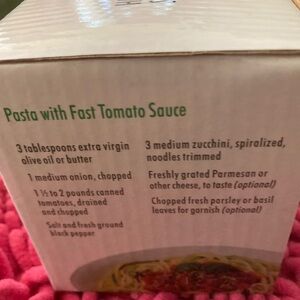 Pasta with Fast Tomato Sauce
3 tablespoons extra virgin
olive oil or butter
1 medium onion, chopped
1 ½ to 2 pounds canned
tomatoes, drained
and chopped
Salt and fresh ground
black pepper
3 medium zucchini, spiralized,
noodles trimmed
Freshly grated Parmesan or
other cheese, to taste (optional)
Chopped fresh parsley or basil
leaves for garnish (optional)